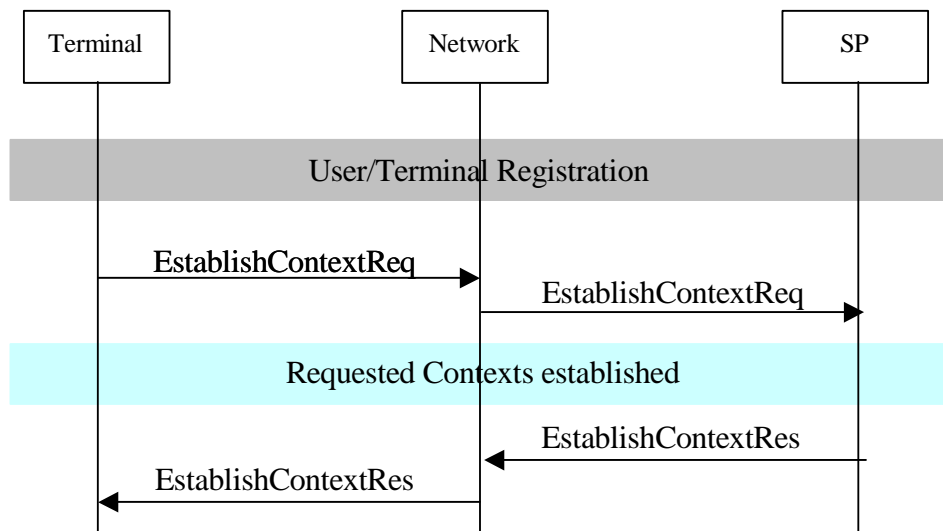 Terminal
Network
SP
User/Terminal Registration
EstablishContextReq
EstablishContextReq
Requested Contexts established
EstablishContextRes
EstablishContextRes